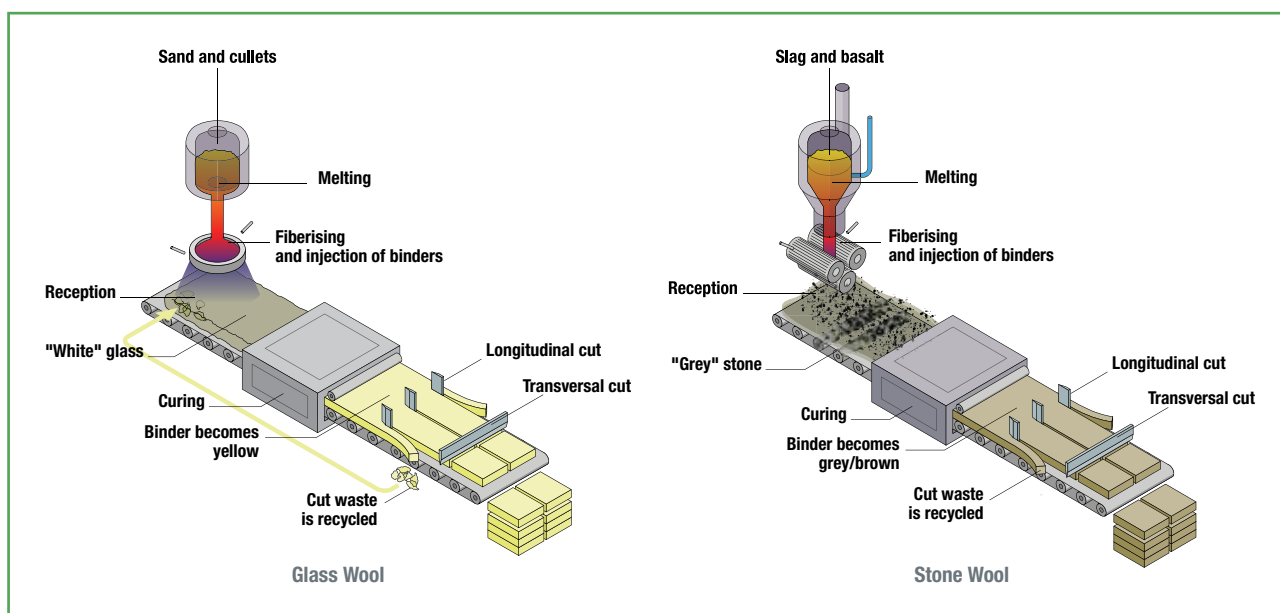 Sand and cullets
Melting
Fiberising
and injection of binders
Reception
"White" glass
Longitudinal cut
Transversal cut
Curing
Binder becomes
yellow
Cut waste
is recycled
Glass Wool
Slag and basalt
Melting
Fiberising
and injection of binders
Reception
"Grey" stone
Longitudinal cut
Transversal cut
Curing
Binder becomes
grey/brown
Cut waste
is recycled
Stone Wool